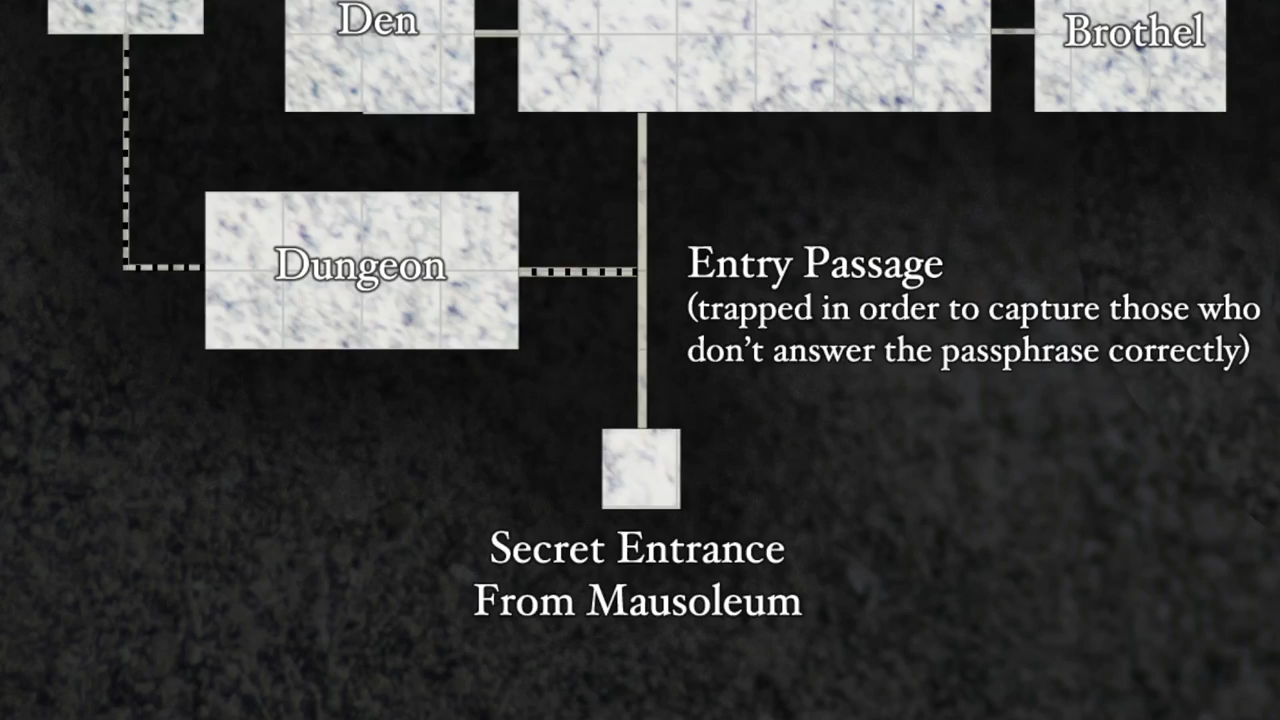 Den
Brothel
Dungeon
Entry Passage
(trapped in order to capture those who
don't answer the passphrase correctly)
Secret Entrance
From Mausoleum